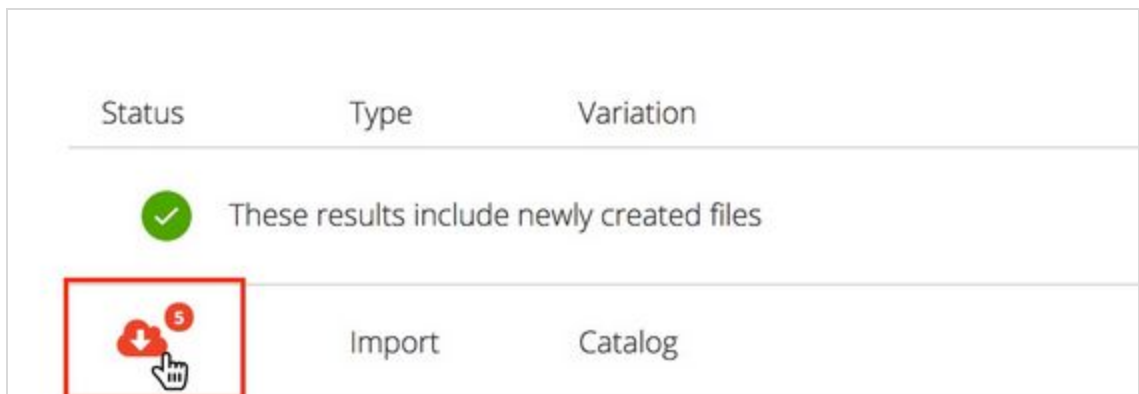 Status Type Variation
These results include newly created files
5
Import Catalog